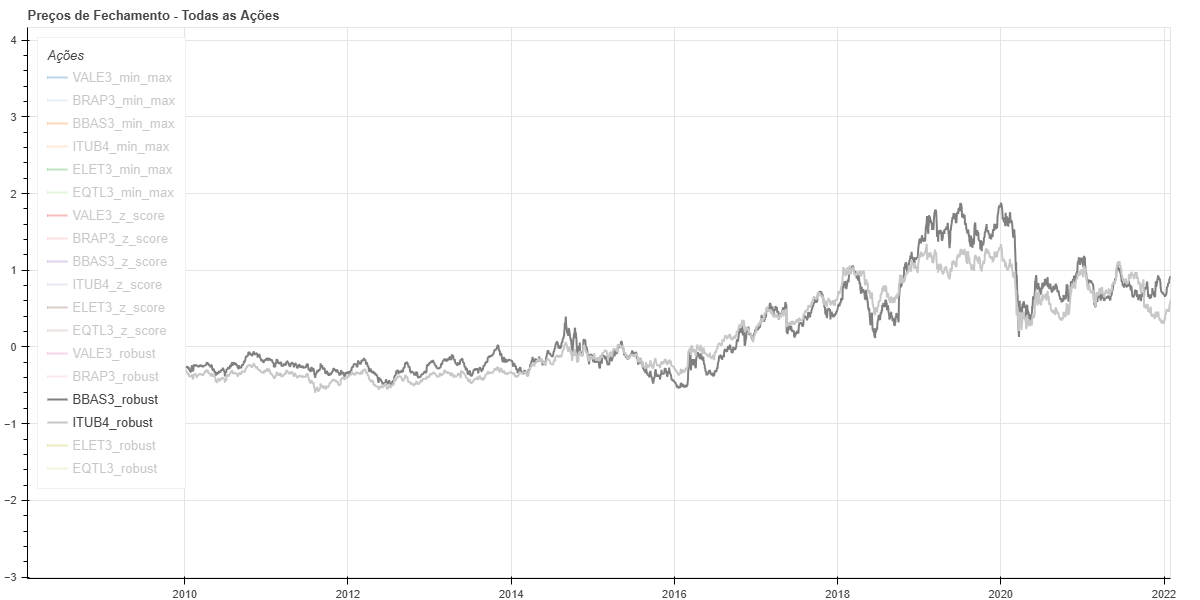 Preços de Fechamento - Todas as Ações
4
3
2
1
0
−1
−2
−3
Ações
VALE3_min_max
BRAP3_min_max
BBAS3_min_max
ITUB4_min_max
ELET3_min_max
EQTL3_min_max
VALE3_z_score
BRAP3_z_score
BBAS3_z_score
ITUB4_z_score
ELET3_z_score
EQTL3_z_score
VALE3_robust
BRAP3_robust
BBAS3_robust
ITUB4_robust
ELET3_robust
EQTL3_robust
2010 2012 2014 2016 2018 2020 2022